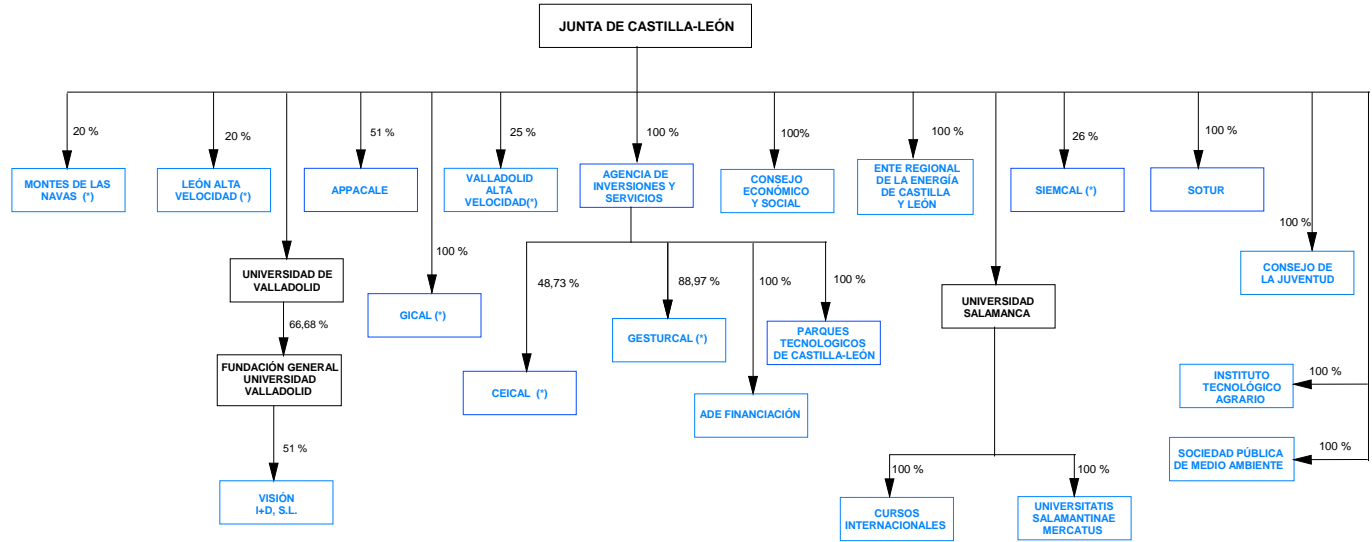 JUNTA DE CASTILLA-LEÓN
20 %
20 %
51 %
25 %
100 %
100%
100 %
26 %
100 %
MONTES DE LAS
NAVAS (*)
LEÓN ALTA
VELOCIDAD (*)
APPACALE
VALLADOLID
ALTA
VELOCIDAD(*)
AGENCIA DE
INVERSIONES Y
SERVICIOS
CONSEJO
ECONÓMICO
Y SOCIAL
ENTE REGIONAL
DE LA ENERGÍA
DE CASTILLA
Y LEÓN
SIEMCAL (*)
SOTUR
100 %
100 %
UNIVERSIDAD DE
VALLADOLID
GICAL (*)
48,73 %
88,97 %
100 %
100 %
UNIVERSIDAD
SALAMANCA
CONSEJO DE
LA JUVENTUD
66,68 %
GESTURCAL (*)
PARQUES
TECNOLOGICOS
DE CASTILLA-LEÓN
FUNDACIÓN GENERAL
UNIVERSIDAD
VALLADOLID
CEICAL (*)
ADE FINANCIACIÓN
INSTITUTO
TECNOLÓGICO
AGRARIO
100 %
51 %
SOCIEDAD PÚBLICA
DE MEDIO AMBIENTE
100 %
100 %
100 %
VISIÓN
I+D, S.L.
CURSOS
INTERNACIONALES
UNIVERSITATIS
SALAMANTINAE
MERCATUS